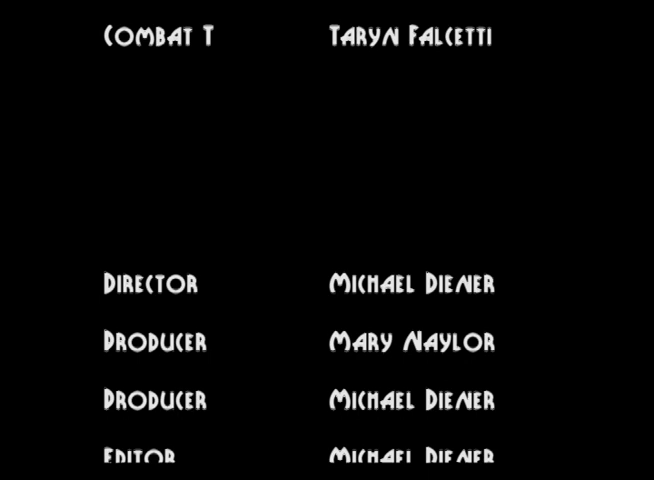 Combat T Taryn Falcetti
Director Michael Diener
Producer Mary Naylor
Producer Michael Diener
Editor Michael Diener